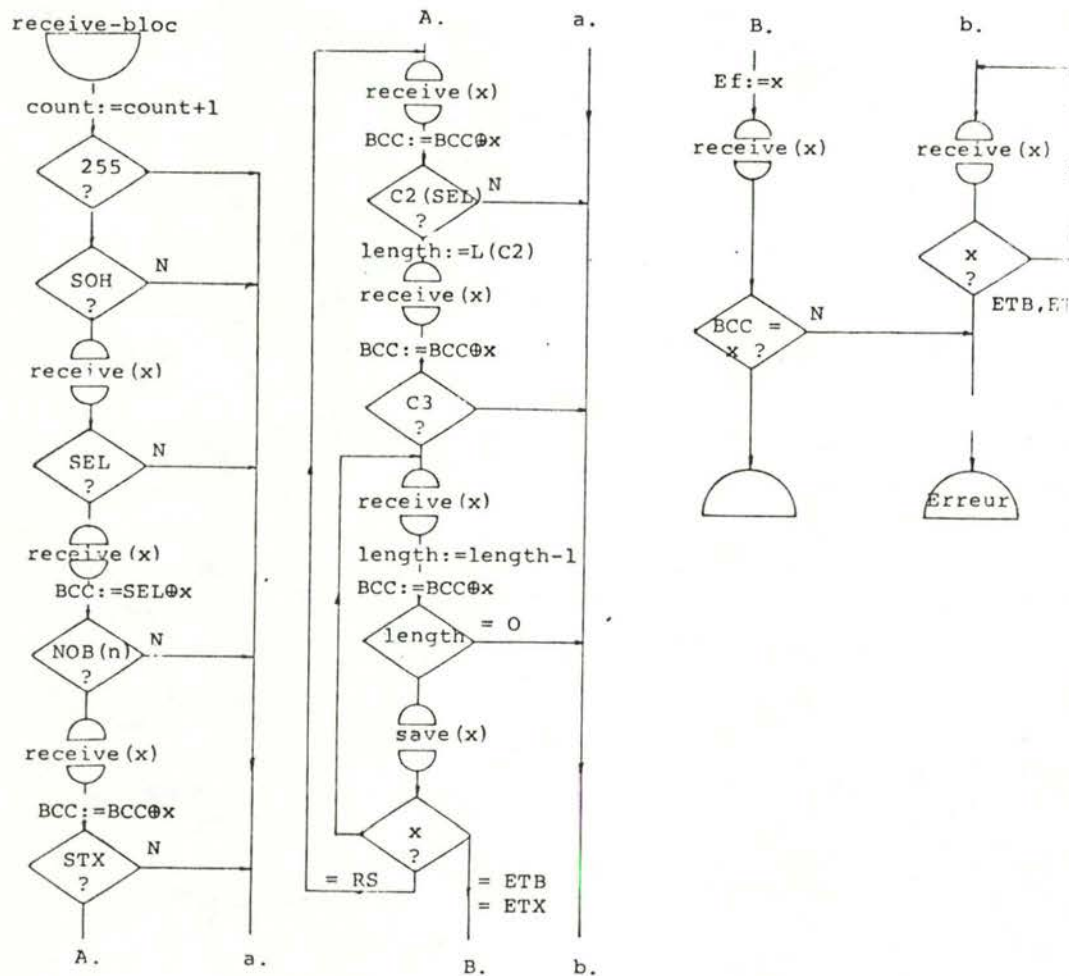 receive-bloc
count:=count+1
255
?
SOH
?
N
receive(x)
SEL
?
N
receive(x)
BCC:=SEL⊕x
NOB(n)
?
N
receive(x)
BCC:=BCC⊕x
STX
?
N
A.
a.
A.
a.
receive(x)
BCC:=BCC⊕x
C2(SEL)
?
N
length:=L(C2)
receive(x)
BCC:=BCC⊕x
C3
?
receive(x)
length:=length-1
BCC:=BCC⊕x
length
= O
save(x)
x
?
= RS
= ETB
= ETX
B.
b.
B.
b.
Ef:=x
receive(x)
BCC =
x ?
N
receive(x)
x
?
ETB,
Erreur